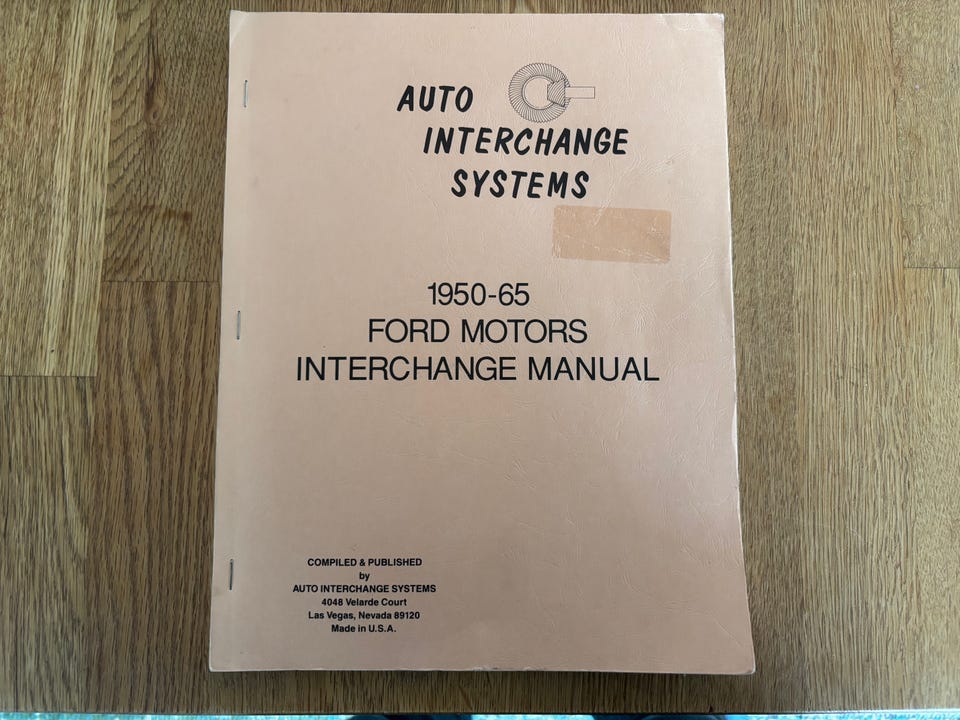 AUTO
INTERCHANGE
SYSTEMS
1950-65
FORD MOTORS
INTERCHANGE MANUAL
COMPILED & PUBLISHED
by
AUTO INTERCHANGE SYSTEMS
4048 Velarde Court
Las Vegas, Nevada 89120
Made in U.S.A.